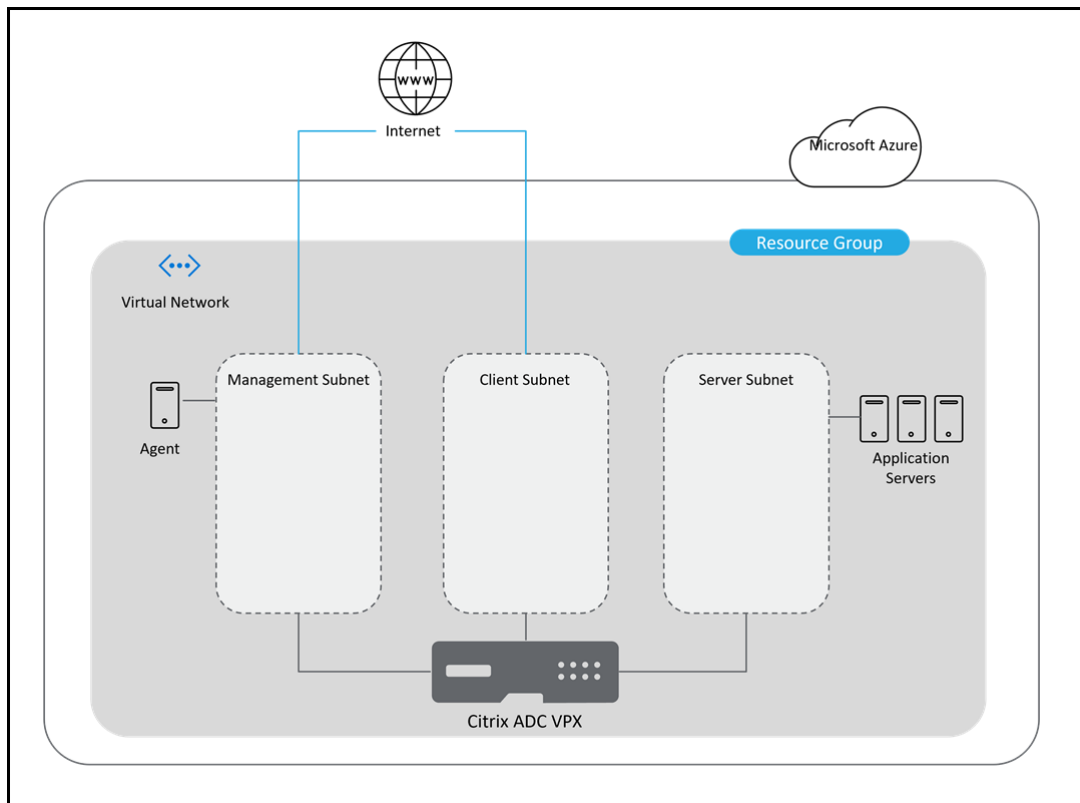 WWW
Internet
Microsoft Azure
Resource Group
Virtual Network
Management Subnet
Client Subnet
Server Subnet
Agent
Application
Servers
Citrix ADC VPX